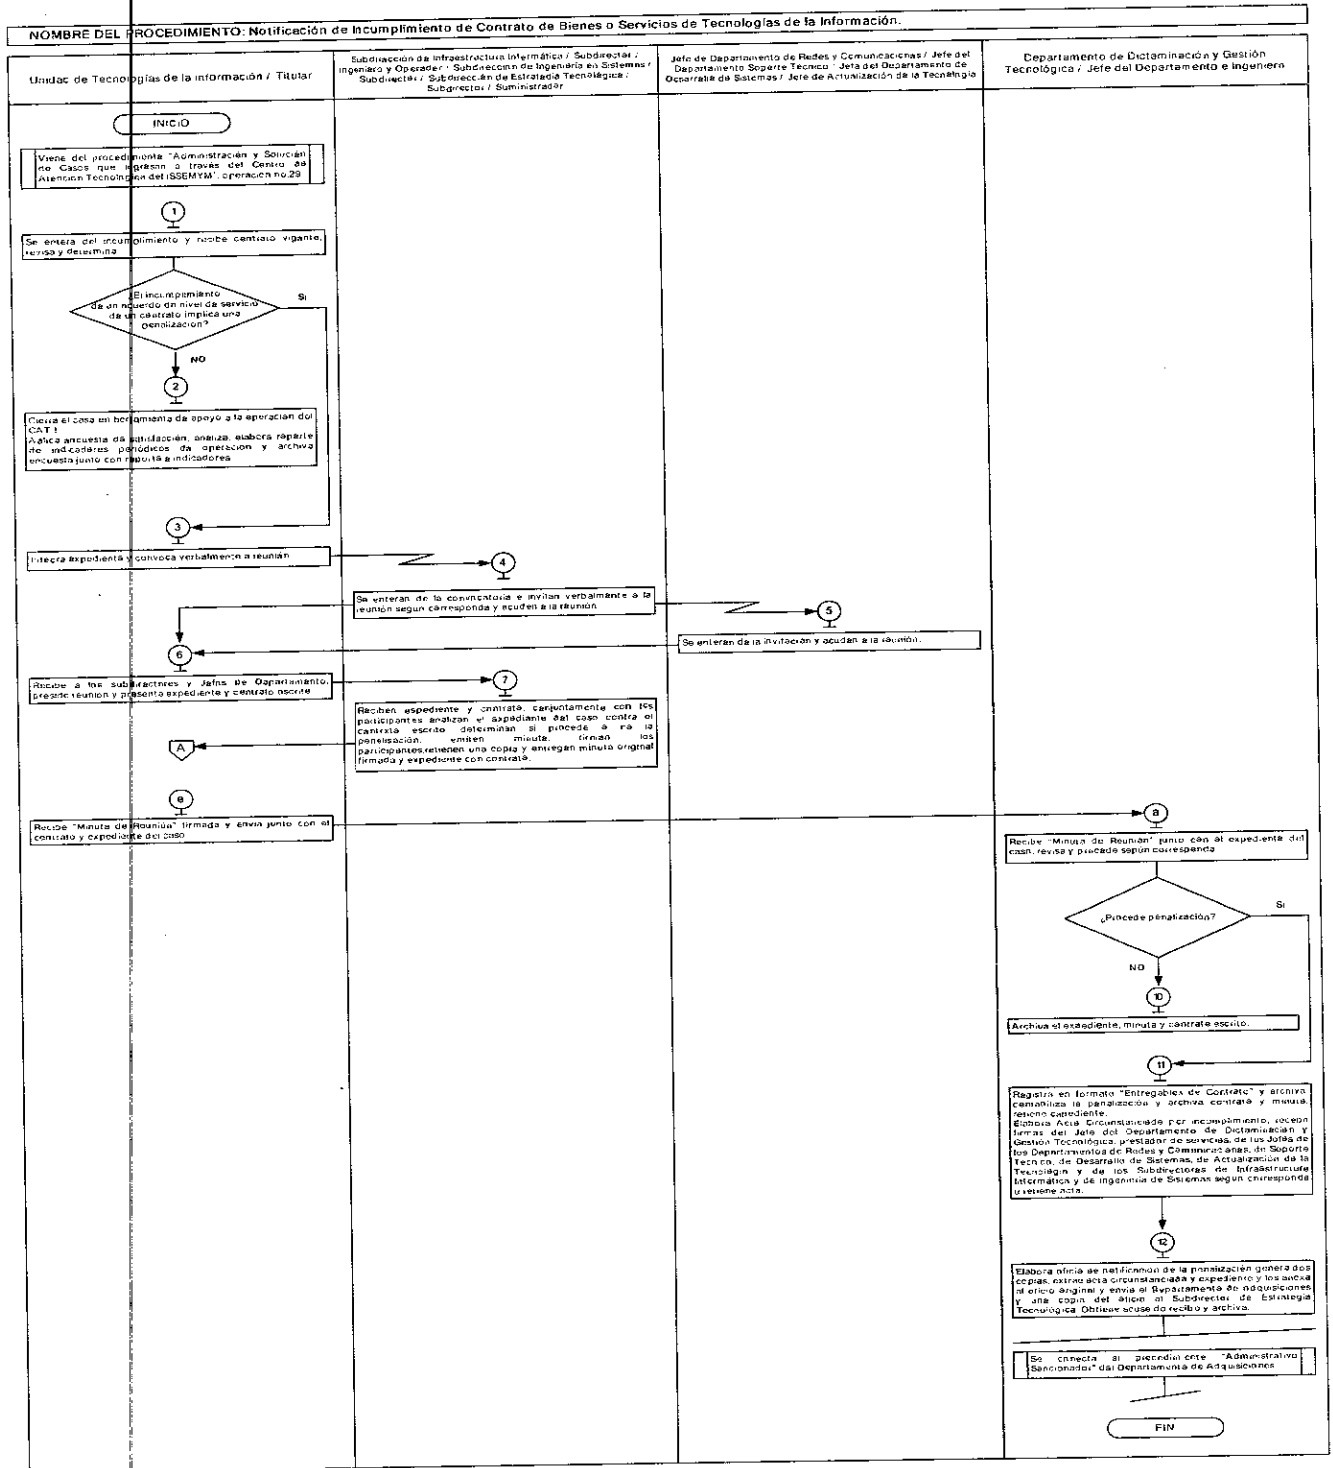 NOMBRE DEL PROCEDIMIENTO: Notificación de Incumplimiento de Contrato de Bienes o Servicios de Tecnologías de la Información.
Unidad de Tecnologías de la información / Titular
Subdirección de Infraestructura Informática / Subdirector /
Ingeniero y Operador / Subdirección de Ingeniería en Sistemas /
Subdirector / Subdirección de Estrategia Tecnológica /
Subdirector / Suministrador
Jefe de Departamento de Redes y Comunicaciones / Jefe del
Departamento Soporte Técnico / Jefa del Departamento de
Desarrollo de Sistemas / Jefe de Actualización de la Tecnología
Departamento de Dictaminación y Gestión
Tecnológica / Jefe del Departamento e Ingeniero
INICIO
Viene del procedimiento "Administración y Solución
de Casos que ingresan a través del Centro de
Atención Tecnológica del ISSEMYM", operación no.29
1
Se entera del incumplimiento y recibe contrato vigente,
revisa y determina
¿El incumplimiento
de un acuerdo de nivel de servicio
de un contrato implica una
penalización?
Si
NO
2
Cierra el caso en herramienta de apoyo a la operación del
CAT.
Aplica encuesta de satisfacción, analiza, elabora reporte
de indicadores periódicos de operación y archiva
encuesta junto con reporte e indicadores
3
Integra expediente y convoca verbalmente a reunión
4
Se enteran de la convocatoria e invitan verbalmente a la
reunión según corresponda y acuden a la reunión
5
Se enteran de la invitación y acuden a la reunión.
6
Recibe a los subdirectores y Jefes de Departamento,
preside reunión y presenta expediente y contrato escrito
7
Reciben expediente y contrato, conjuntamente con los
participantes analizan el expediente del caso contra el
contrato escrito determinan si procede o no la
penalización, emiten minuta, firman los
participantes,retienen una copia y entregan minuta original
firmada y expediente con contrato.
A
8
Recibe "Minuta de Reunión" firmada y envía junto con el
contrato y expediente del caso
a
Recibe "Minuta de Reunión" junto con el expediente del
caso, revisa y procede según corresponda
¿Procede penalización?
Si
NO
10
Archiva el expediente, minuta y contrato escrito.
11
Registra en formato "Entregables de Contrato" y archiva,
contabiliza la penalización y archiva contrato y minuta,
retiene expediente.
Elabora Acta Circunstanciada por incumplimiento, recaba
firmas del Jefe del Departamento de Dictaminación y
Gestión Tecnológica, prestador de servicios, de los Jefes de
los Departamentos de Redes y Comunicaciones, de Soporte
Técnico, de Desarrollo de Sistemas, de Actualización de la
Tecnología y de los Subdirectores de Infraestructura
Informática y de Ingeniería de Sistemas según corresponda
y retiene acta.
12
Elabora oficio de notificación de la penalización genera dos
copias, extrae acta circunstanciada y expediente y los anexa
al oficio original y envía al Departamento de Adquisiciones
y una copia del oficio al Subdirector de Estrategia
Tecnológica. Obtiene acuse de recibo y archiva.
Se conecta al procedimiento "Administrativo
Sancionador" del Departamento de Adquisiciones
FIN